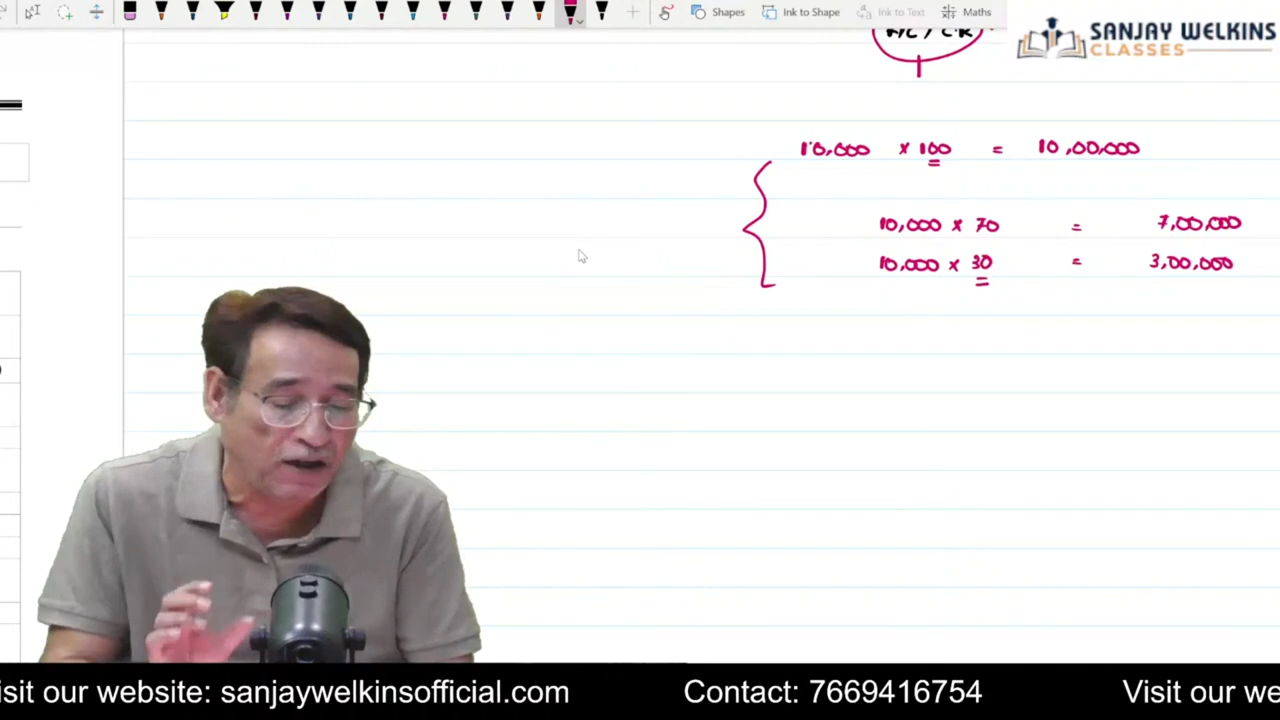 Shapes Ink to Shape Ink to Text Maths
SANJAY WELKINS
CLASSES
A/C / C.R
10,000 × 100 = 10,00,000
10,000 × 70 = 7,00,000
10,000 × 30 = 3,00,000
isit our website: sanjaywelkinsofficial.com Contact: 7669416754 Visit our we